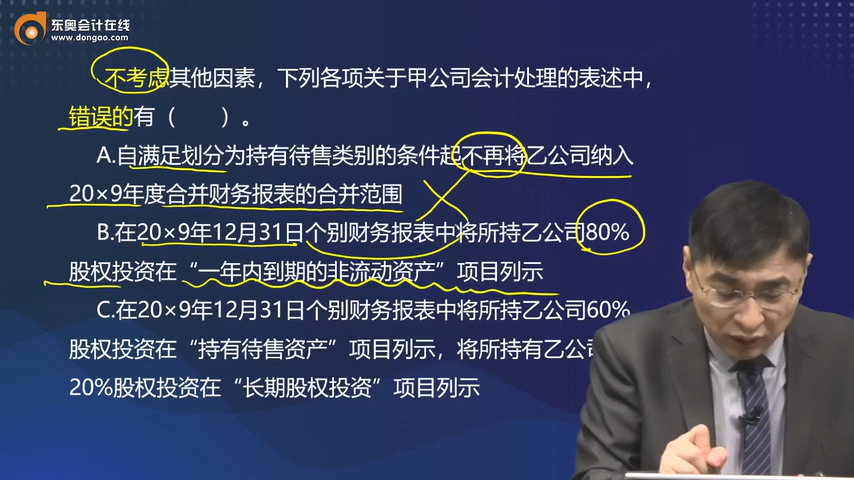 东奥会计在线
www.dongao.com
不考虑其他因素，下列各项关于甲公司会计处理的表述中，
错误的有（　　）。
A.自满足划分为持有待售类别的条件起不再将乙公司纳入
20×9年度合并财务报表的合并范围
B.在20×9年12月31日个别财务报表中将所持乙公司80%
股权投资在“一年内到期的非流动资产”项目列示
C.在20×9年12月31日个别财务报表中将所持乙公司60%
股权投资在“持有待售资产”项目列示，将所持有乙公司
20%股权投资在“长期股权投资”项目列示